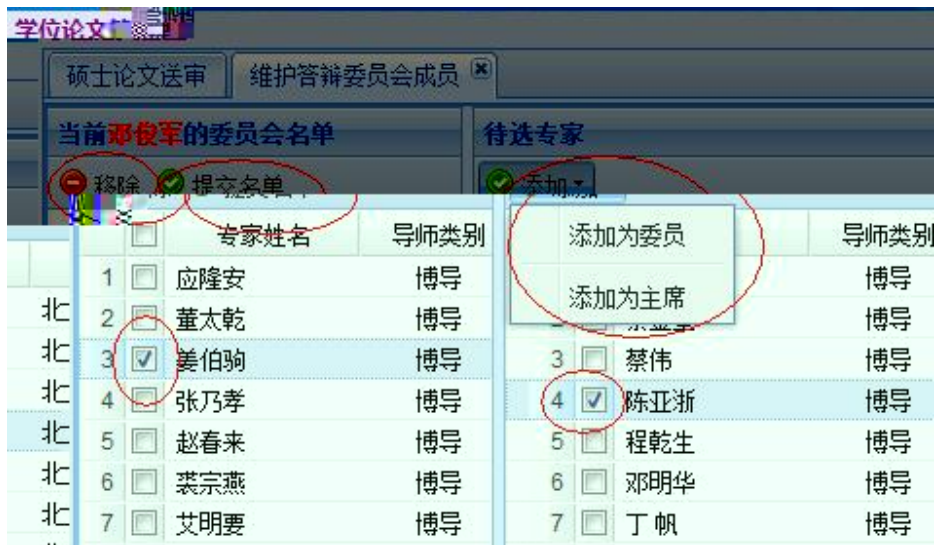 学位论文
硕士论文送审 维护答辩委员会成员
当前邓俊军的委员会名单 待选专家
移除 提交名单 添加
专家姓名 导师类别 导师类别
添加为委员
添加为主席
1 应隆安 博导 博导
北 2 董太乾 博导 博导
北 3 姜伯驹 博导 3 蔡伟 博导
北 4 张乃孝 博导 4 陈亚浙 博导
北 5 赵春来 博导 5 程乾生 博导
北 6 裘宗燕 博导 6 邓明华 博导
北 7 艾明要 博导 7 丁帆 博导